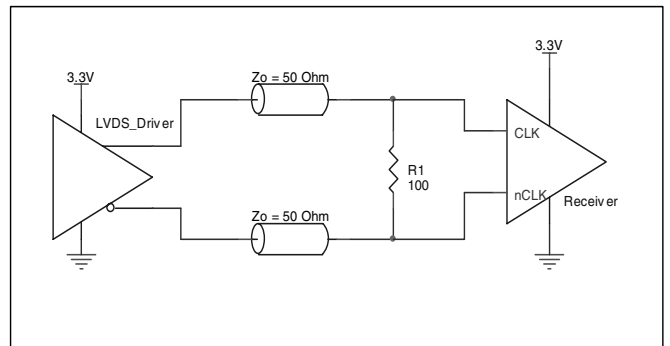 3.3V
LVDS_Driver
Zo = 50 Ohm
Zo = 50 Ohm
R1
100
3.3V
CLK
nCLK
Receiver